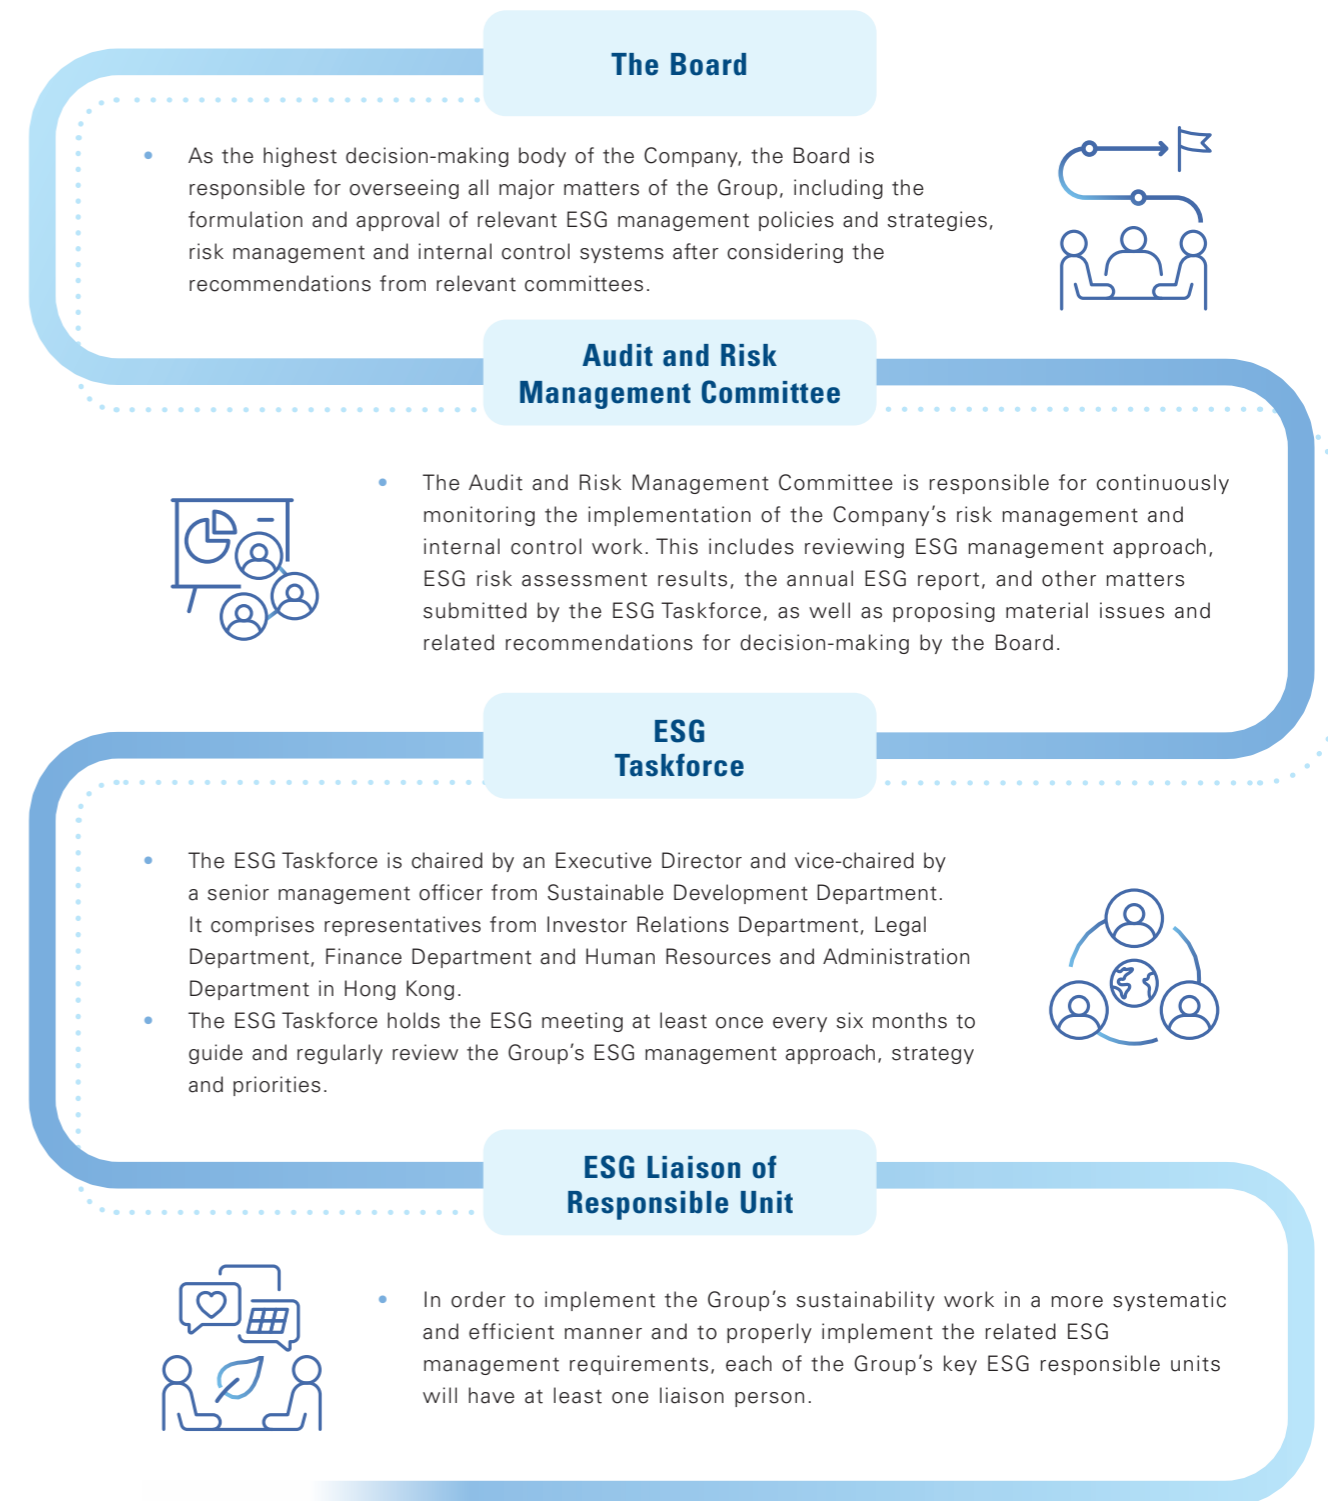 The Board
• As the highest decision-making body of the Company, the Board is
responsible for overseeing all major matters of the Group, including the
formulation and approval of relevant ESG management policies and strategies,
risk management and internal control systems after considering the
recommendations from relevant committees.
Audit and Risk
Management Committee
• The Audit and Risk Management Committee is responsible for continuously
monitoring the implementation of the Company's risk management and
internal control work. This includes reviewing ESG management approach,
ESG risk assessment results, the annual ESG report, and other matters
submitted by the ESG Taskforce, as well as proposing material issues and
related recommendations for decision-making by the Board.
ESG
Taskforce
• The ESG Taskforce is chaired by an Executive Director and vice-chaired by
a senior management officer from Sustainable Development Department.
It comprises representatives from Investor Relations Department, Legal
Department, Finance Department and Human Resources and Administration
Department in Hong Kong.
• The ESG Taskforce holds the ESG meeting at least once every six months to
guide and regularly review the Group's ESG management approach, strategy
and priorities.
ESG Liaison of
Responsible Unit
• In order to implement the Group's sustainability work in a more systematic
and efficient manner and to properly implement the related ESG
management requirements, each of the Group's key ESG responsible units
will have at least one liaison person.